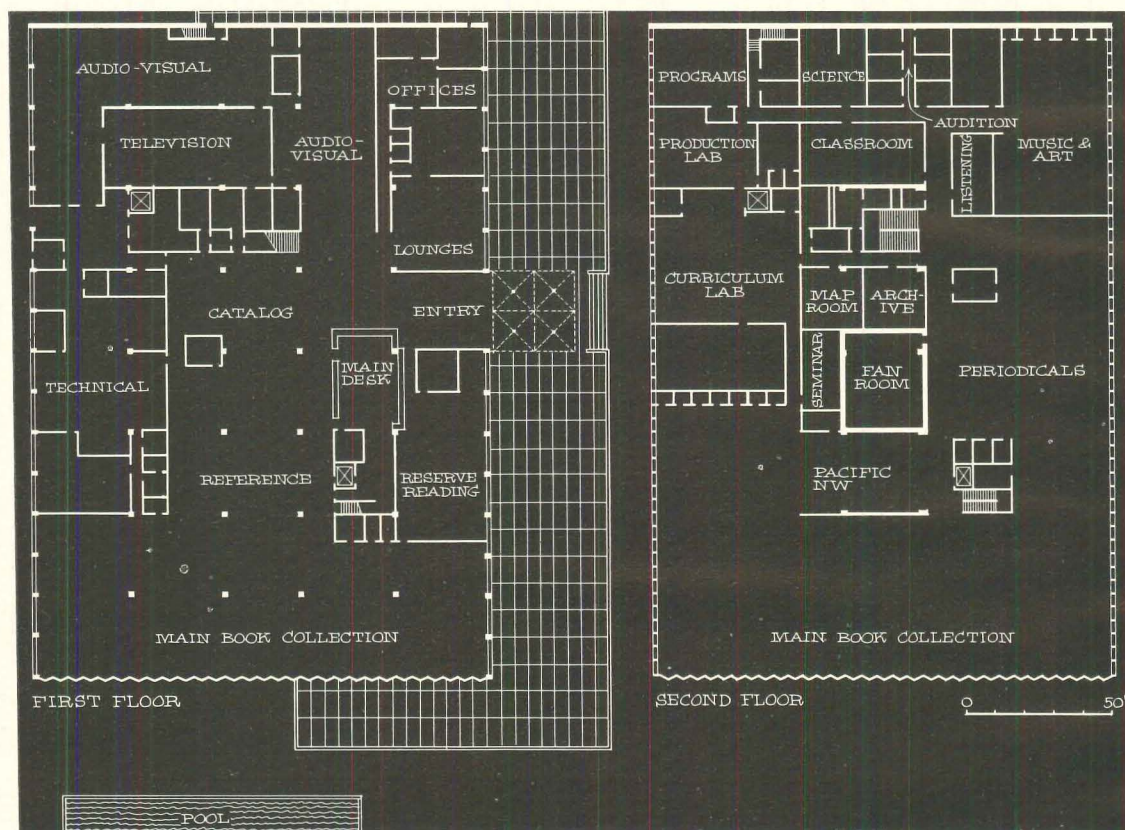 AUDIO-VISUAL
OFFICES
TELEVISION
AUDIO-
VISUAL
LOUNGES
CATALOG
ENTRY
MAIN
DESK
TECHNICAL
REFERENCE
RESERVE
READING
MAIN BOOK COLLECTION
FIRST FLOOR
POOL
PROGRAMS
SCIENCE
AUDITION
PRODUCTION
LAB
CLASSROOM
LISTENING
MUSIC &
ART
CURRICULUM
LAB
MAP
ROOM
ARCH-
IVE
SEMINAR
FAN
ROOM
PERIODICALS
PACIFIC
NW
MAIN BOOK COLLECTION
SECOND FLOOR
0 50'